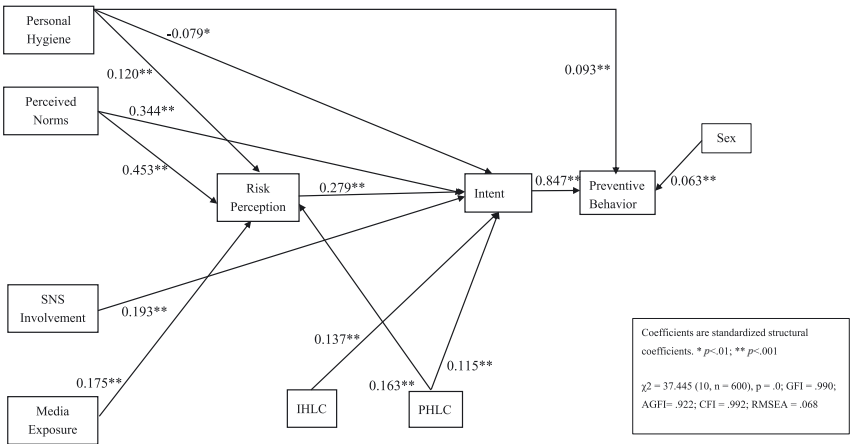 Personal
Hygiene
-0.079*
0.120**
0.093**
Perceived
Norms
0.344**
0.453**
Sex
Risk
Perception
0.279**
Intent
0.847**
Preventive
Behavior
0.063**
SNS
Involvement
0.193**
0.137**
0.115**
0.175**
0.163**
Media
Exposure
IHLC
PHLC
Coefficients are standardized structural
coefficients. * p<.01; ** p<.001
χ2 = 37.445 (10, n = 600), p = .0; GFI = .990;
AGFI= .922; CFI = .992; RMSEA = .068